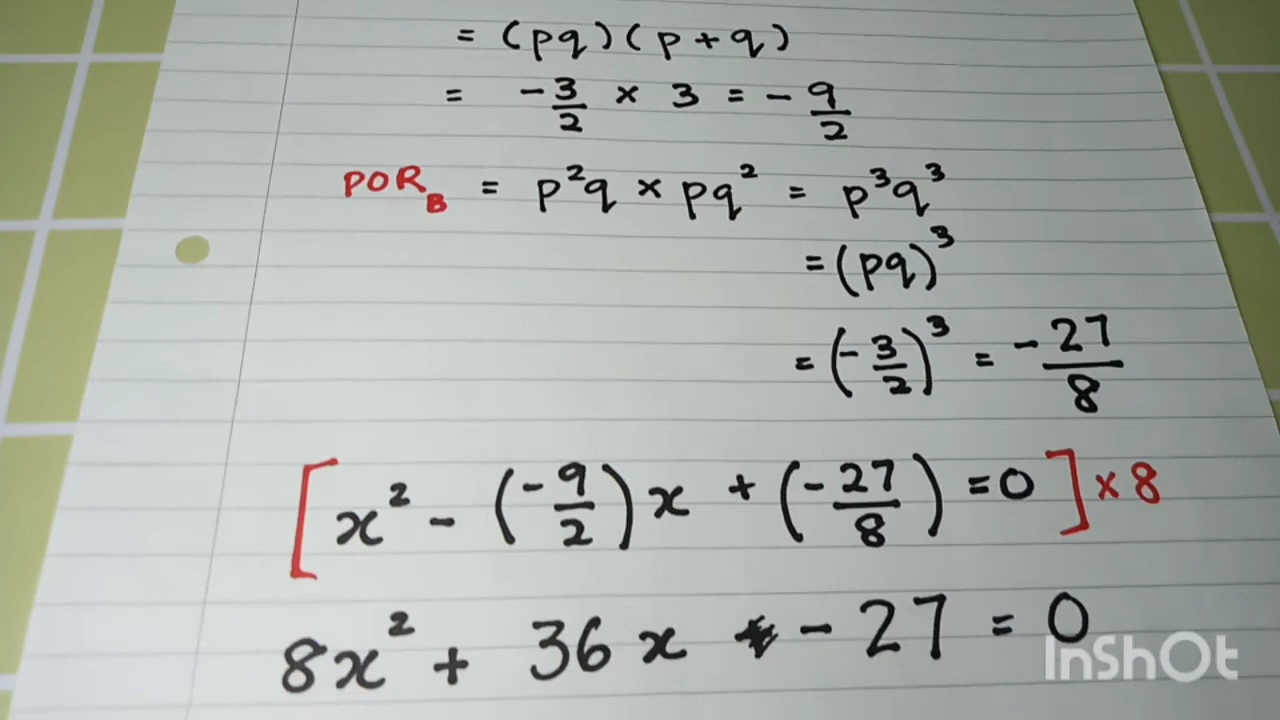 = (pq)(p + q)
= -3/2 × 3 = -9/2
POR_B = p²q × pq² = p³q³
= (pq)³
= (-3/2)³ = -27/8
[x² - (-9/2)x + (-27/8) = 0] × 8
8x² + 36x - 27 = 0
InShOt